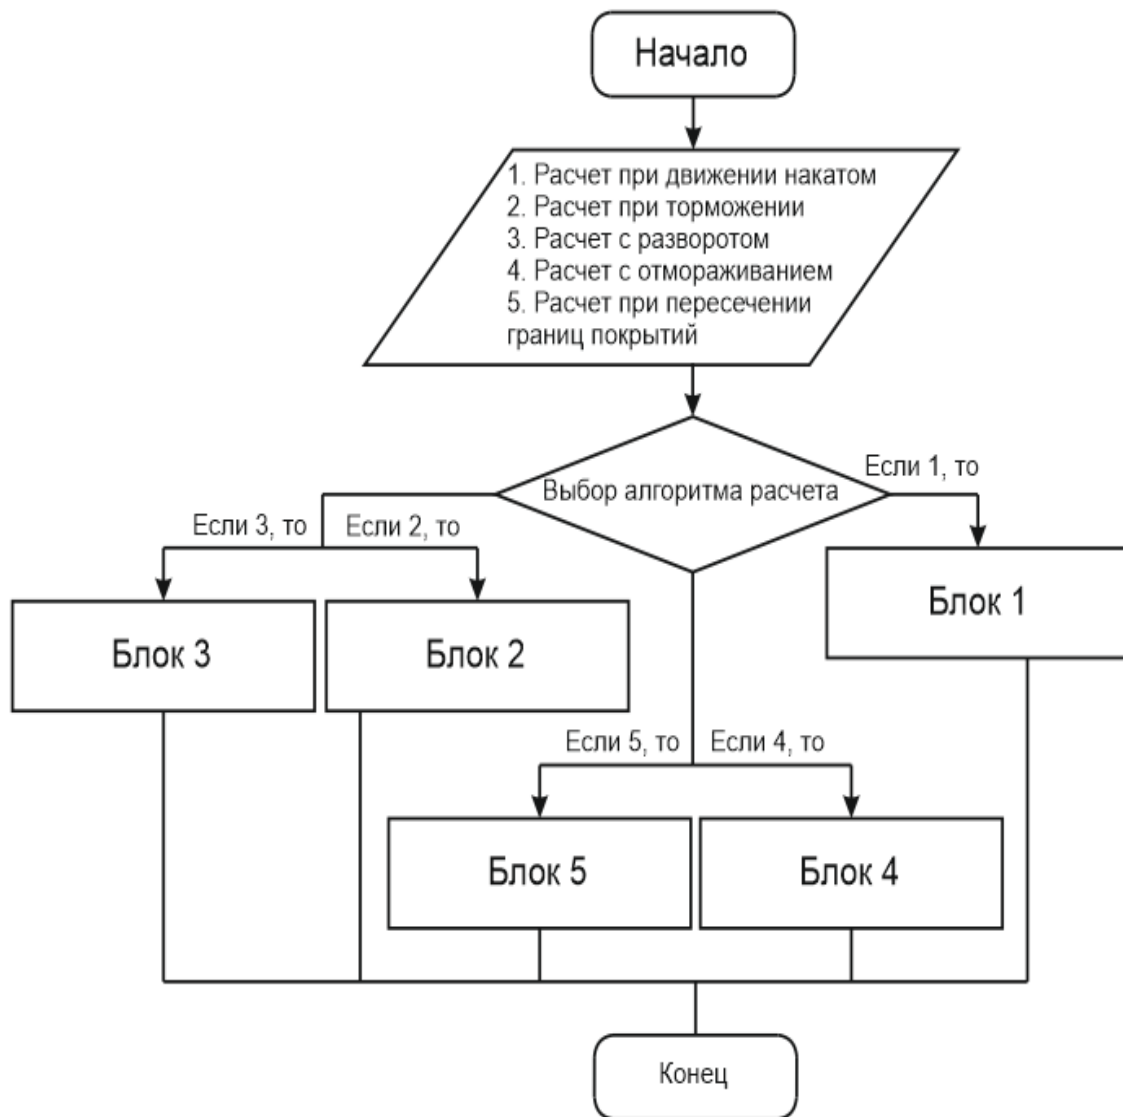 Начало
1. Расчет при движении накатом
2. Расчет при торможении
3. Расчет с разворотом
4. Расчет с отмораживанием
5. Расчет при пересечении
границ покрытий
Выбор алгоритма расчета
Если 1, то
Если 3, то
Если 2, то
Блок 1
Блок 3
Блок 2
Если 5, то
Если 4, то
Блок 5
Блок 4
Конец